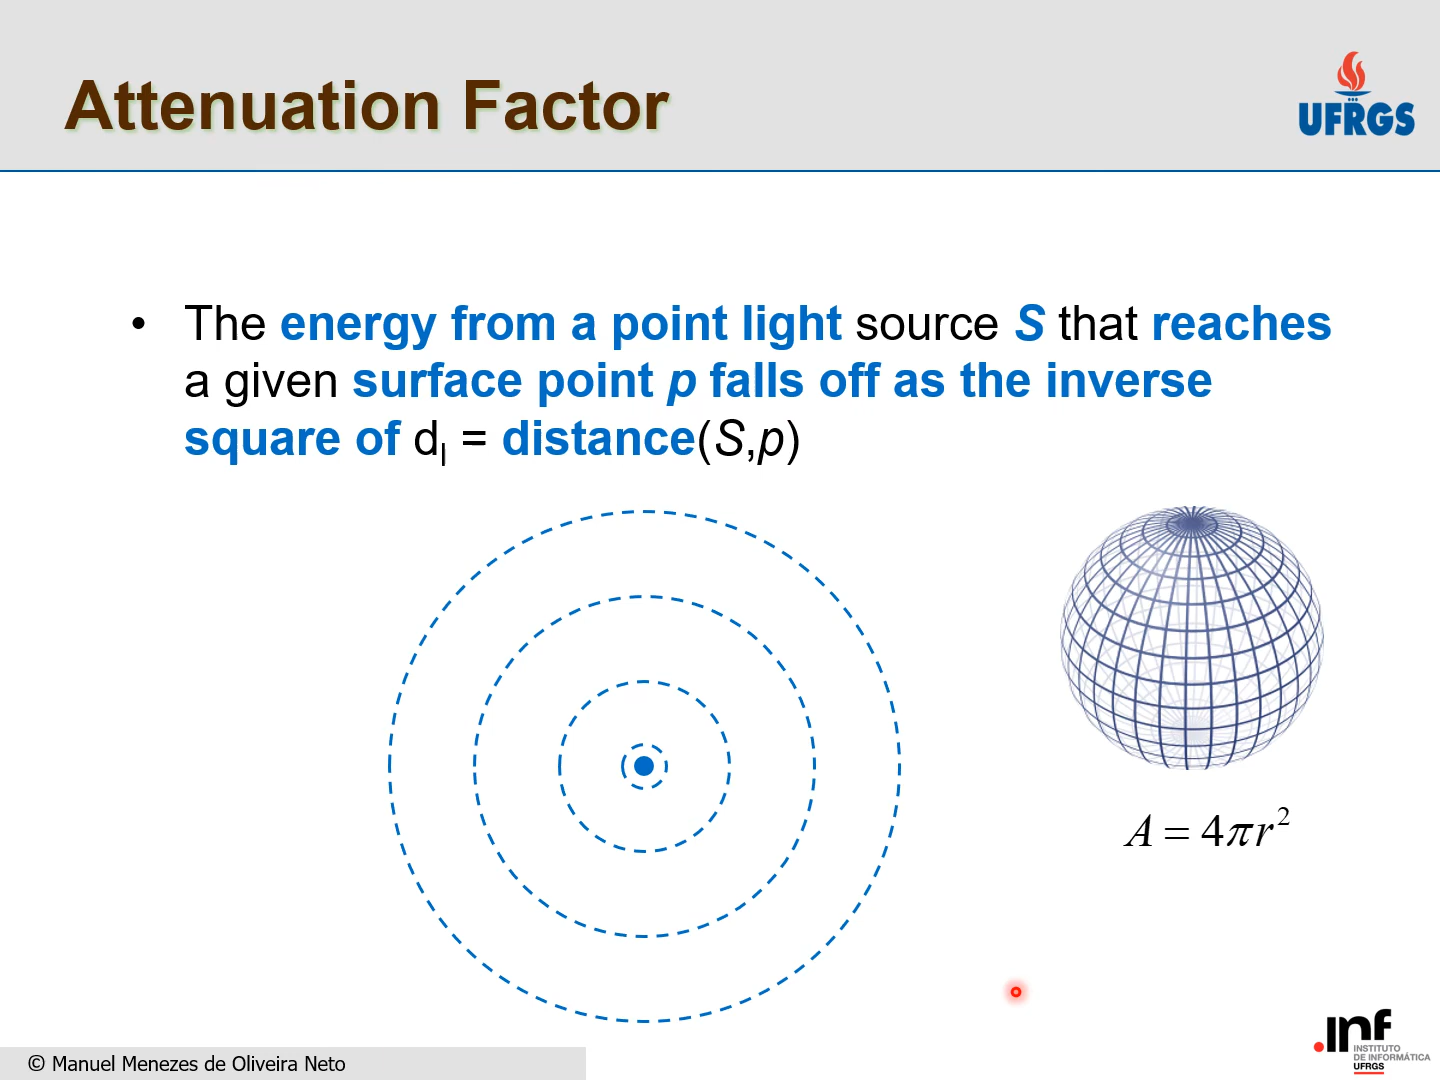 Attenuation Factor
UFRGS
• The energy from a point light source S that reaches
a given surface point p falls off as the inverse
square of dl = distance(S,p)
A = 4πr²
.inf
INSTITUTO
DE INFORMÁTICA
UFRGS
© Manuel Menezes de Oliveira Neto